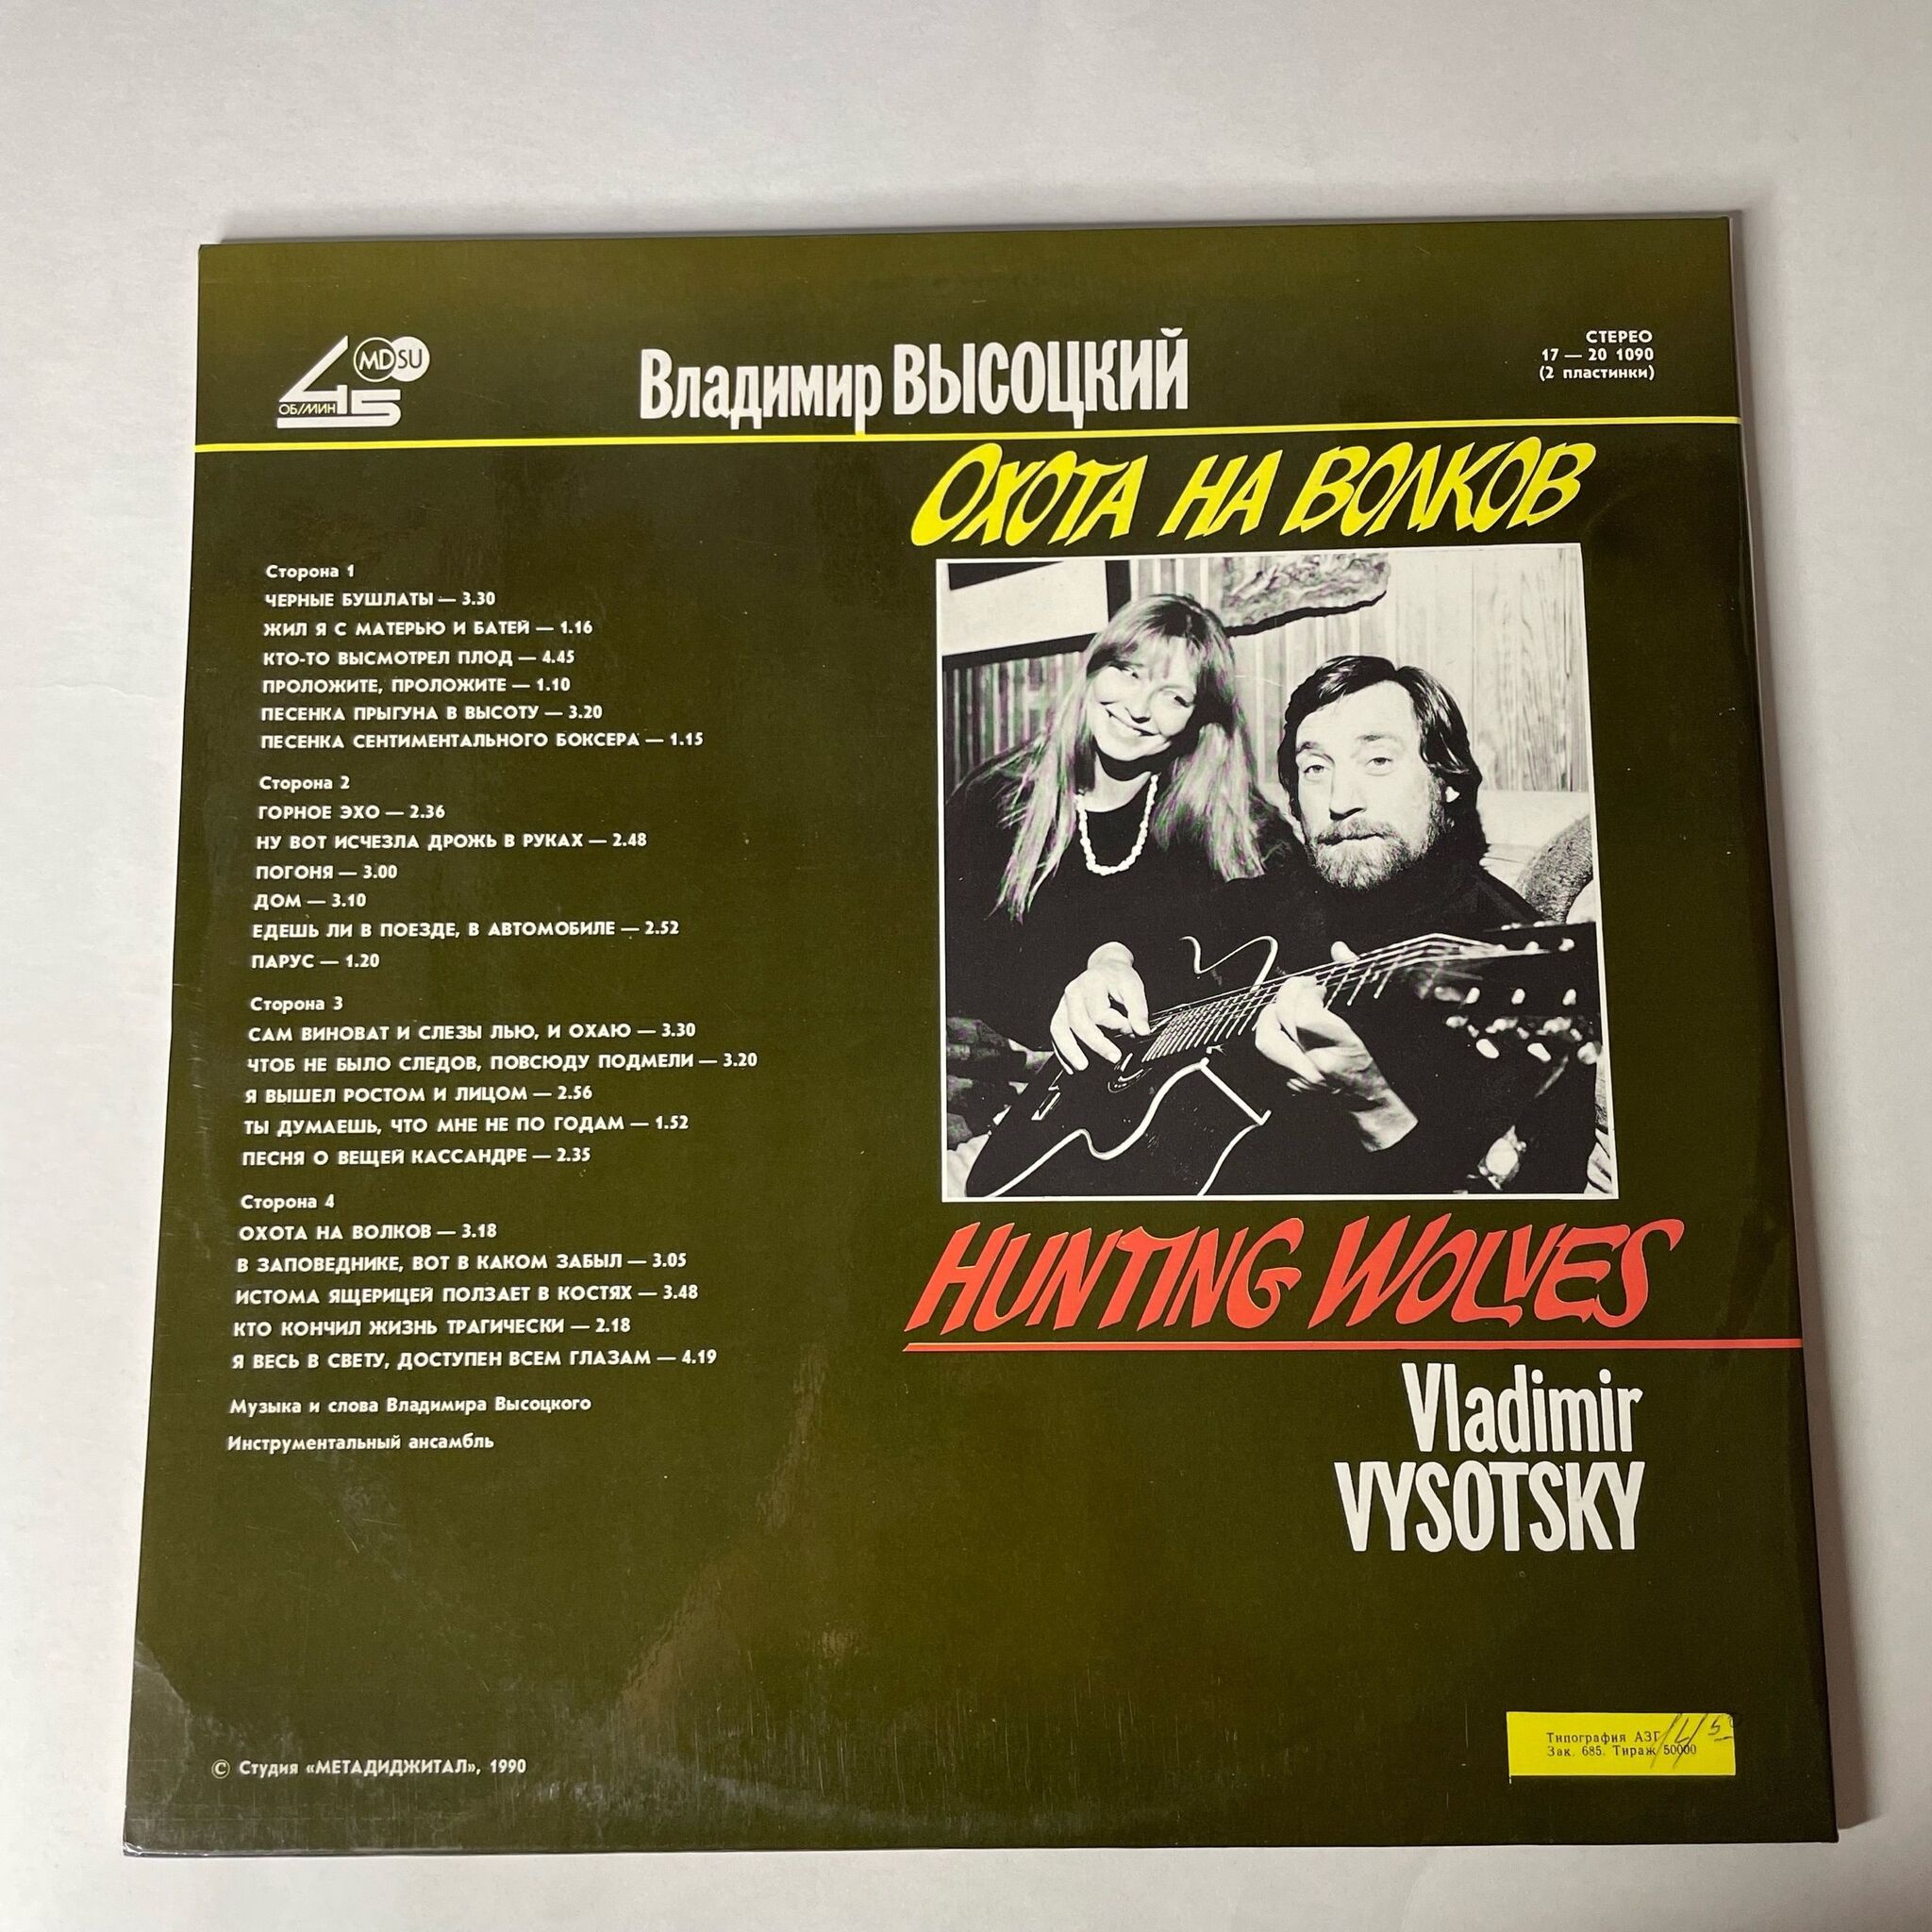 45
ОБ/МИН
MD SU
Владимир ВЫСОЦКИЙ
СТЕРЕО
17 — 20 1090
(2 пластинки)
ОХОТА НА ВОЛКОВ
Сторона 1
ЧЕРНЫЕ БУШЛАТЫ — 3.30
ЖИЛ Я С МАТЕРЬЮ И БАТЕЙ — 1.16
КТО-ТО ВЫСМОТРЕЛ ПЛОД — 4.45
ПРОЛОЖИТЕ, ПРОЛОЖИТЕ — 1.10
ПЕСЕНКА ПРЫГУНА В ВЫСОТУ — 3.20
ПЕСЕНКА СЕНТИМЕНТАЛЬНОГО БОКСЕРА — 1.15
Сторона 2
ГОРНОЕ ЭХО — 2.36
НУ ВОТ ИСЧЕЗЛА ДРОЖЬ В РУКАХ — 2.48
ПОГОНЯ — 3.00
ДОМ — 3.10
ЕДЕШЬ ЛИ В ПОЕЗДЕ, В АВТОМОБИЛЕ — 2.52
ПАРУС — 1.20
Сторона 3
САМ ВИНОВАТ И СЛЕЗЫ ЛЬЮ, И ОХАЮ — 3.30
ЧТОБ НЕ БЫЛО СЛЕДОВ, ПОВСЮДУ ПОДМЕЛИ — 3.20
Я ВЫШЕЛ РОСТОМ И ЛИЦОМ — 2.56
ТЫ ДУМАЕШЬ, ЧТО МНЕ НЕ ПО ГОДАМ — 1.52
ПЕСНЯ О ВЕЩЕЙ КАССАНДРЕ — 2.35
Сторона 4
ОХОТА НА ВОЛКОВ — 3.18
В ЗАПОВЕДНИКЕ, ВОТ В КАКОМ ЗАБЫЛ — 3.05
ИСТОМА ЯЩЕРИЦЕЙ ПОЛЗАЕТ В КОСТЯХ — 3.48
КТО КОНЧИЛ ЖИЗНЬ ТРАГИЧЕСКИ — 2.18
Я ВЕСЬ В СВЕТУ, ДОСТУПЕН ВСЕМ ГЛАЗАМ — 4.19
Музыка и слова Владимира Высоцкого
Инструментальный ансамбль
HUNTING WOLVES
Vladimir
VYSOTSKY
© Студия «МЕТАДИДЖИТАЛ», 1990
Типография АЗГ
Зак. 685. Тираж 50000